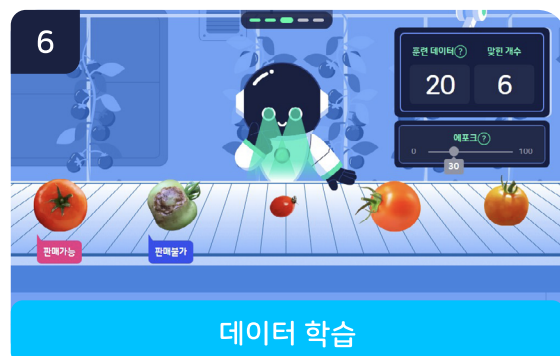 6
훈련 데이터? 맞힌 개수
20 6
에포크?
0 100
30
판매가능 판매불가
데이터 학습